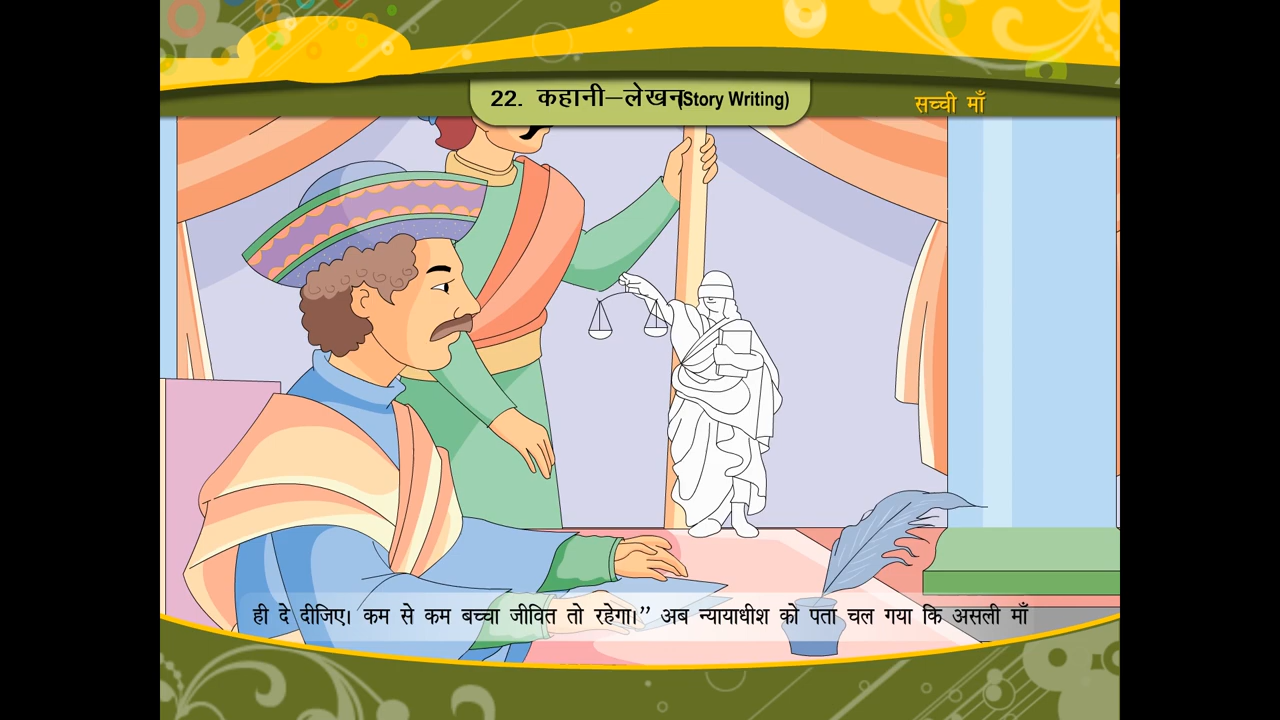 22. कहानी–लेखन(Story Writing)
सच्ची माँ
ही दे दीजिए। कम से कम बच्चा जीवित तो रहेगा।” अब न्यायाधीश को पता चल गया कि असली माँ